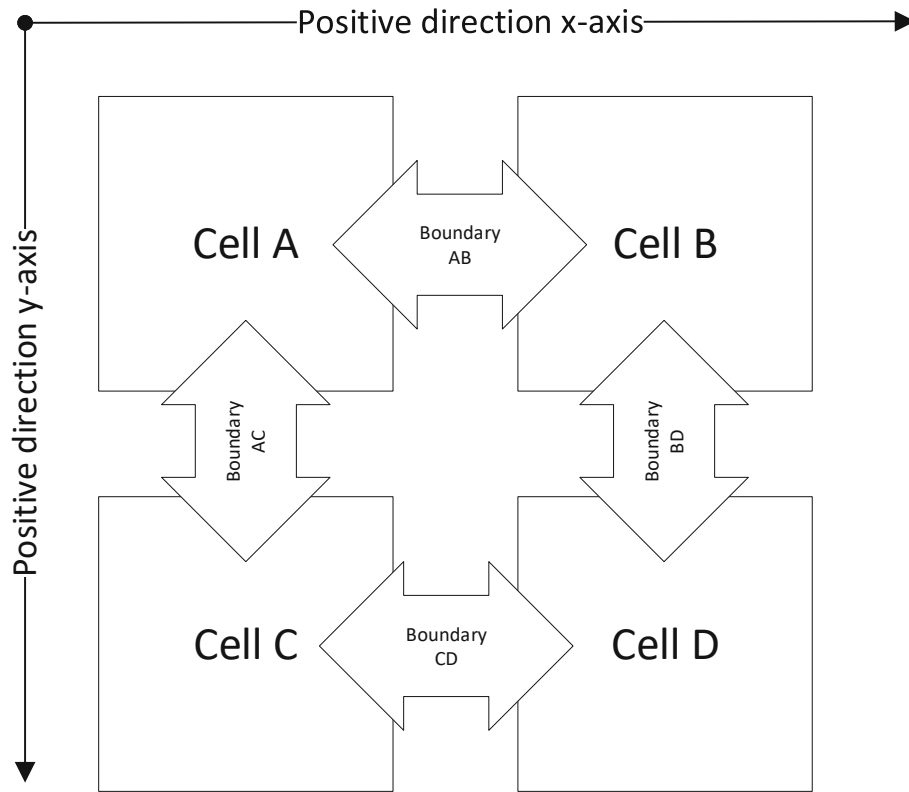 Positive direction x-axis
Positive direction y-axis
Cell A
Boundary
AB
Cell B
Boundary
AC
Boundary
BD
Cell C
Boundary
CD
Cell D